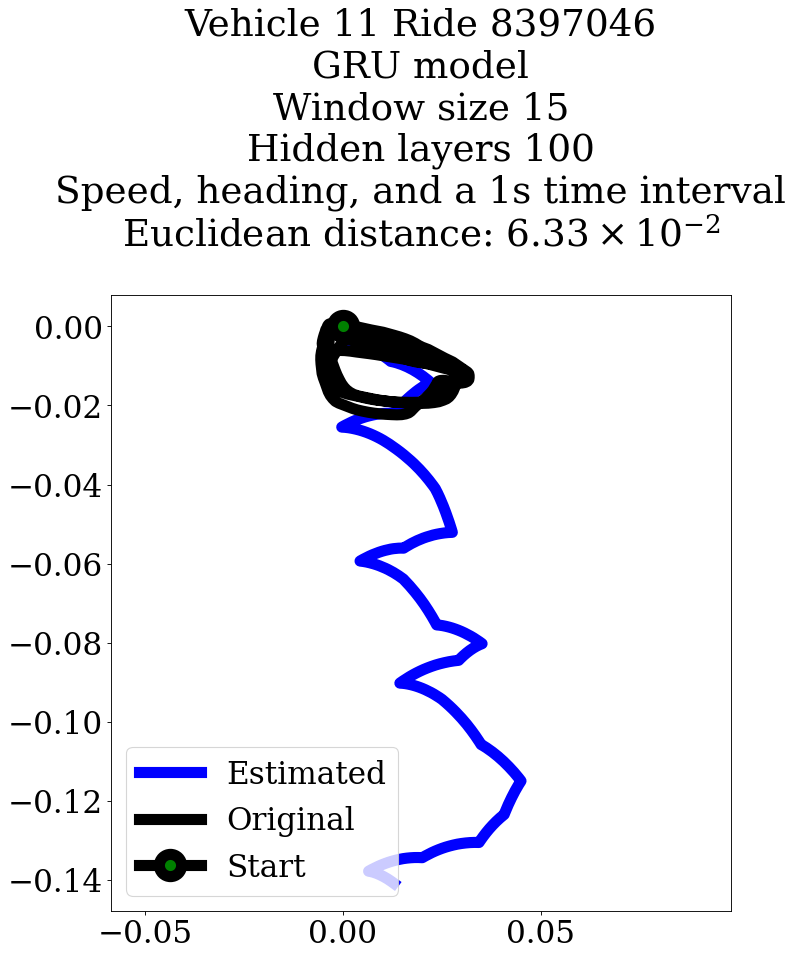 Vehicle 11 Ride 8397046
GRU model
Window size 15
Hidden layers 100
Speed, heading, and a 1s time interval
Euclidean distance: 6.33 × 10⁻²
0.00
−0.02
−0.04
−0.06
−0.08
−0.10
−0.12
−0.14
Estimated
Original
Start
−0.05
0.00
0.05